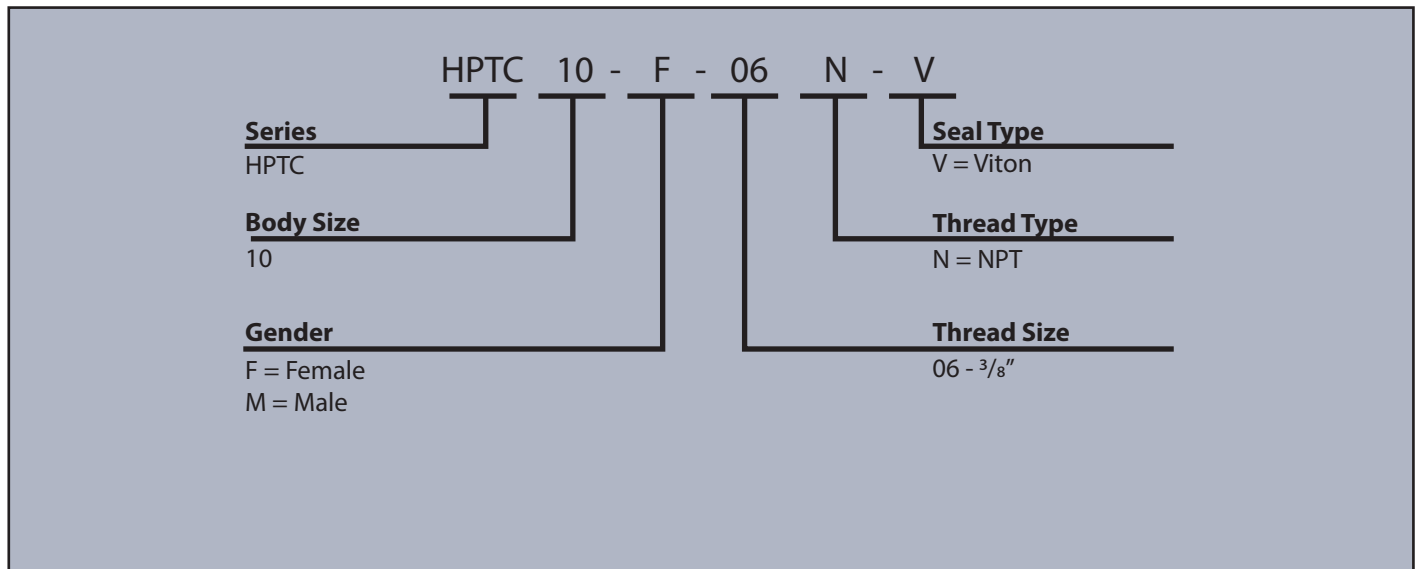 HPTC 10 - F - 06 N - V
Series
HPTC
Body Size
10
Gender
F = Female
M = Male
Seal Type
V = Viton
Thread Type
N = NPT
Thread Size
06 - 3/8"